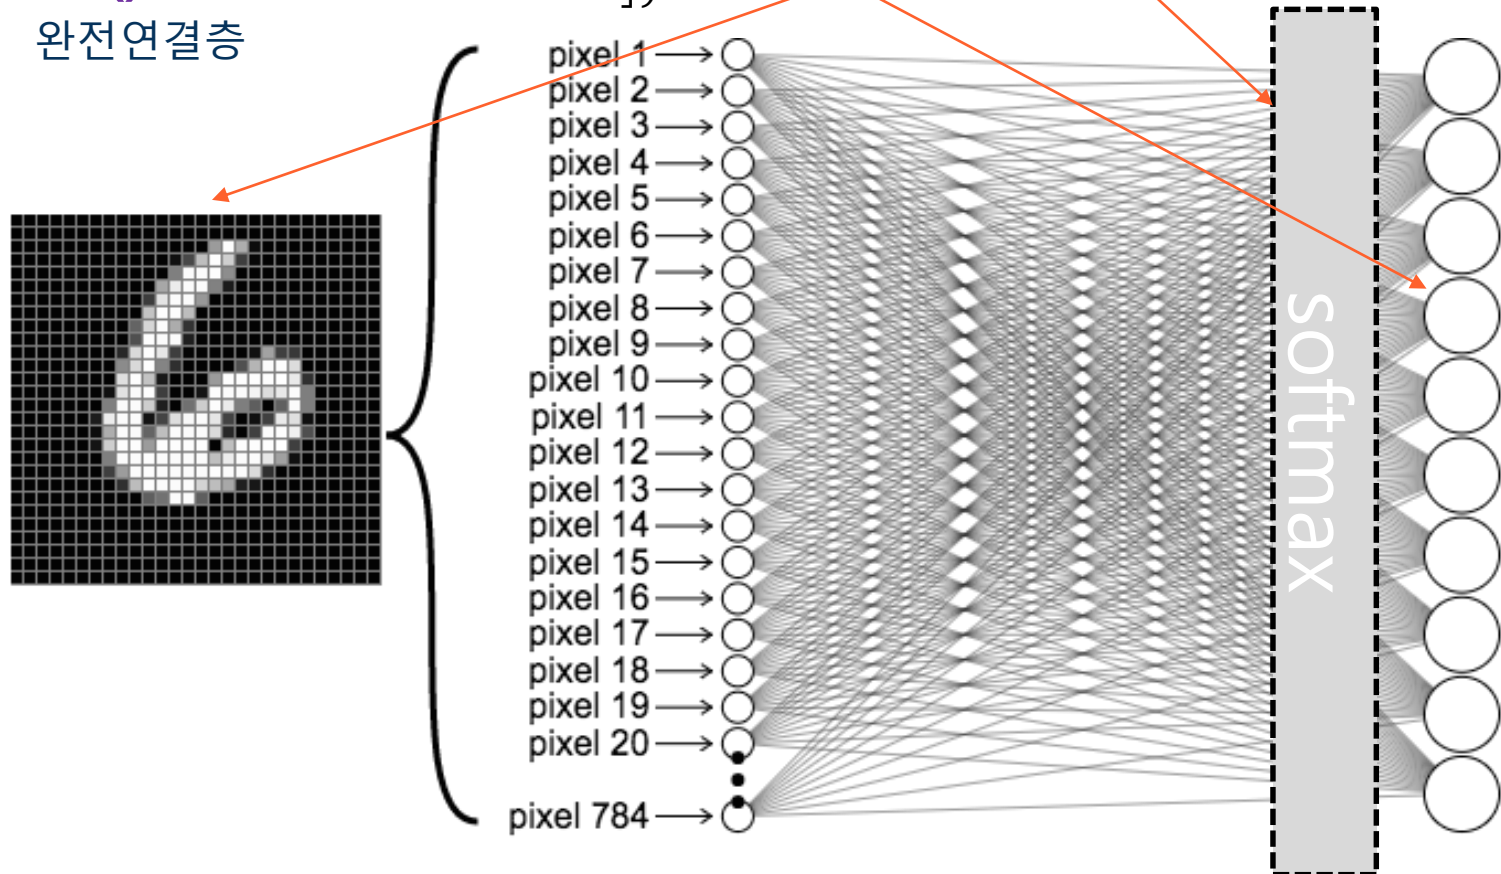 ])
완전연결층
pixel 1
pixel 2
pixel 3
pixel 4
pixel 5
pixel 6
pixel 7
pixel 8
pixel 9
pixel 10
pixel 11
pixel 12
pixel 13
pixel 14
pixel 15
pixel 16
pixel 17
pixel 18
pixel 19
pixel 20
pixel 784
softmax